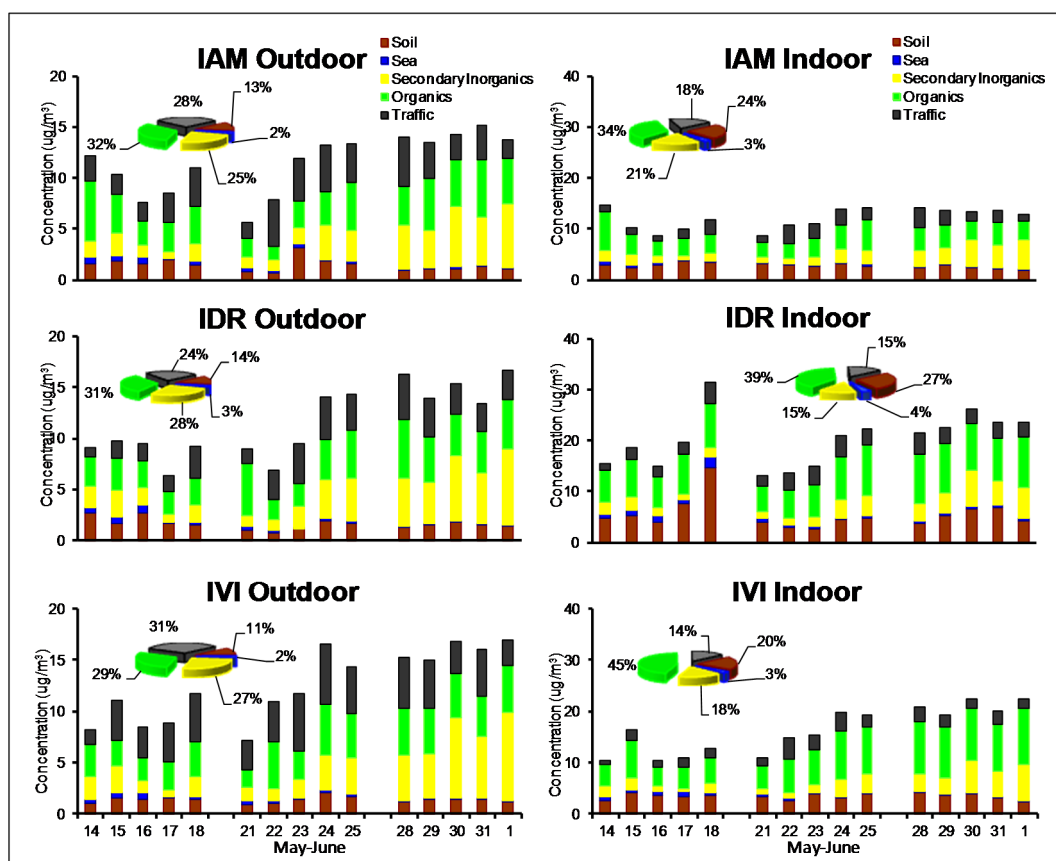 IAM Outdoor
Soil
Sea
Secondary Inorganics
Organics
Traffic
Concentration (ug/m³)
20
15
10
5
0
28%
13%
2%
25%
32%
IAM Indoor
Soil
Sea
Secondary Inorganics
Organics
Traffic
Concentration (ug/m³)
40
30
20
10
0
18%
24%
3%
21%
34%
IDR Outdoor
Concentration (ug/m³)
20
15
10
5
0
24%
14%
3%
28%
31%
IDR Indoor
Concentration (ug/m³)
40
30
20
10
0
15%
27%
4%
15%
39%
IVI Outdoor
Concentration (ug/m³)
20
15
10
5
0
31%
11%
2%
27%
29%
14 15 16 17 18 21 22 23 24 25 28 29 30 31 1
May-June
IVI Indoor
Concentration (ug/m³)
40
30
20
10
0
14%
20%
3%
18%
45%
14 15 16 17 18 21 22 23 24 25 28 29 30 31 1
May-June